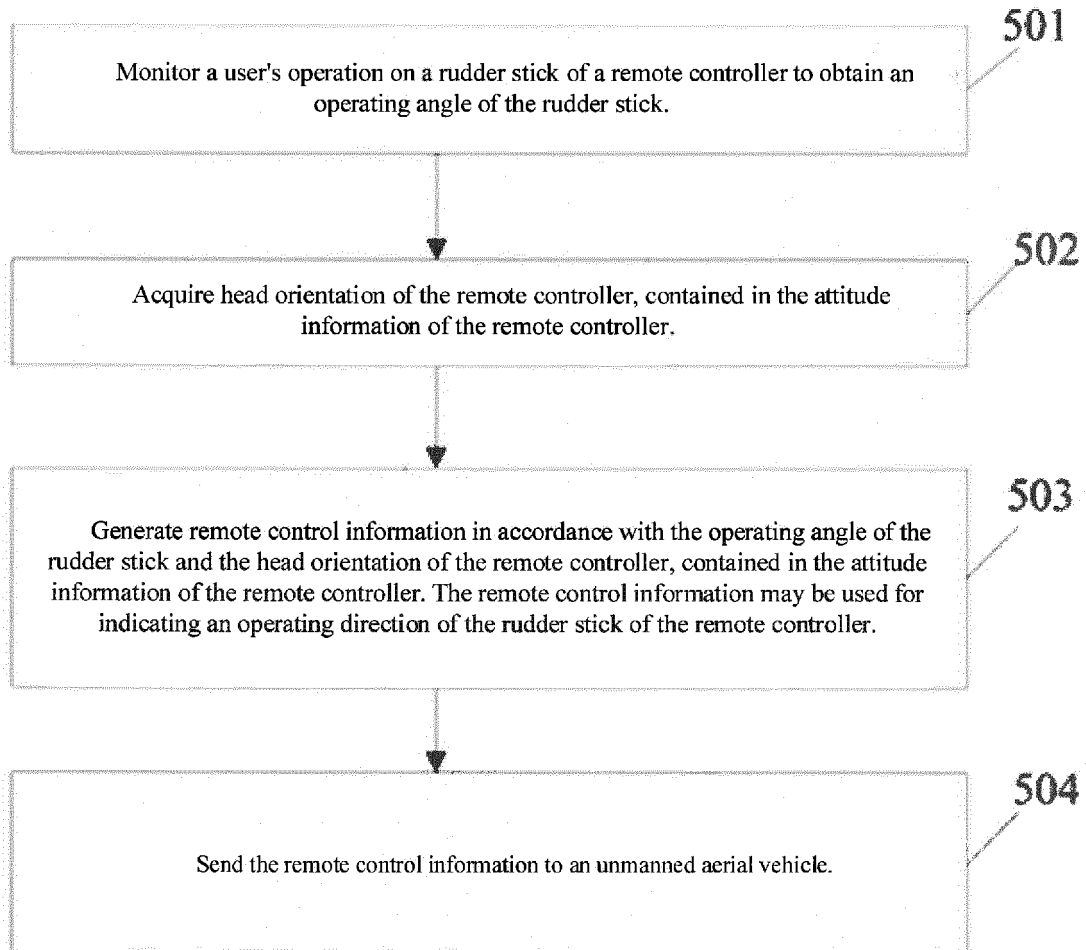 501
Monitor a user's operation on a rudder stick of a remote controller to obtain an
operating angle of the rudder stick.
502
Acquire head orientation of the remote controller, contained in the attitude
information of the remote controller.
503
Generate remote control information in accordance with the operating angle of the
rudder stick and the head orientation of the remote controller, contained in the attitude
information of the remote controller. The remote control information may be used for
indicating an operating direction of the rudder stick of the remote controller.
504
Send the remote control information to an unmanned aerial vehicle.